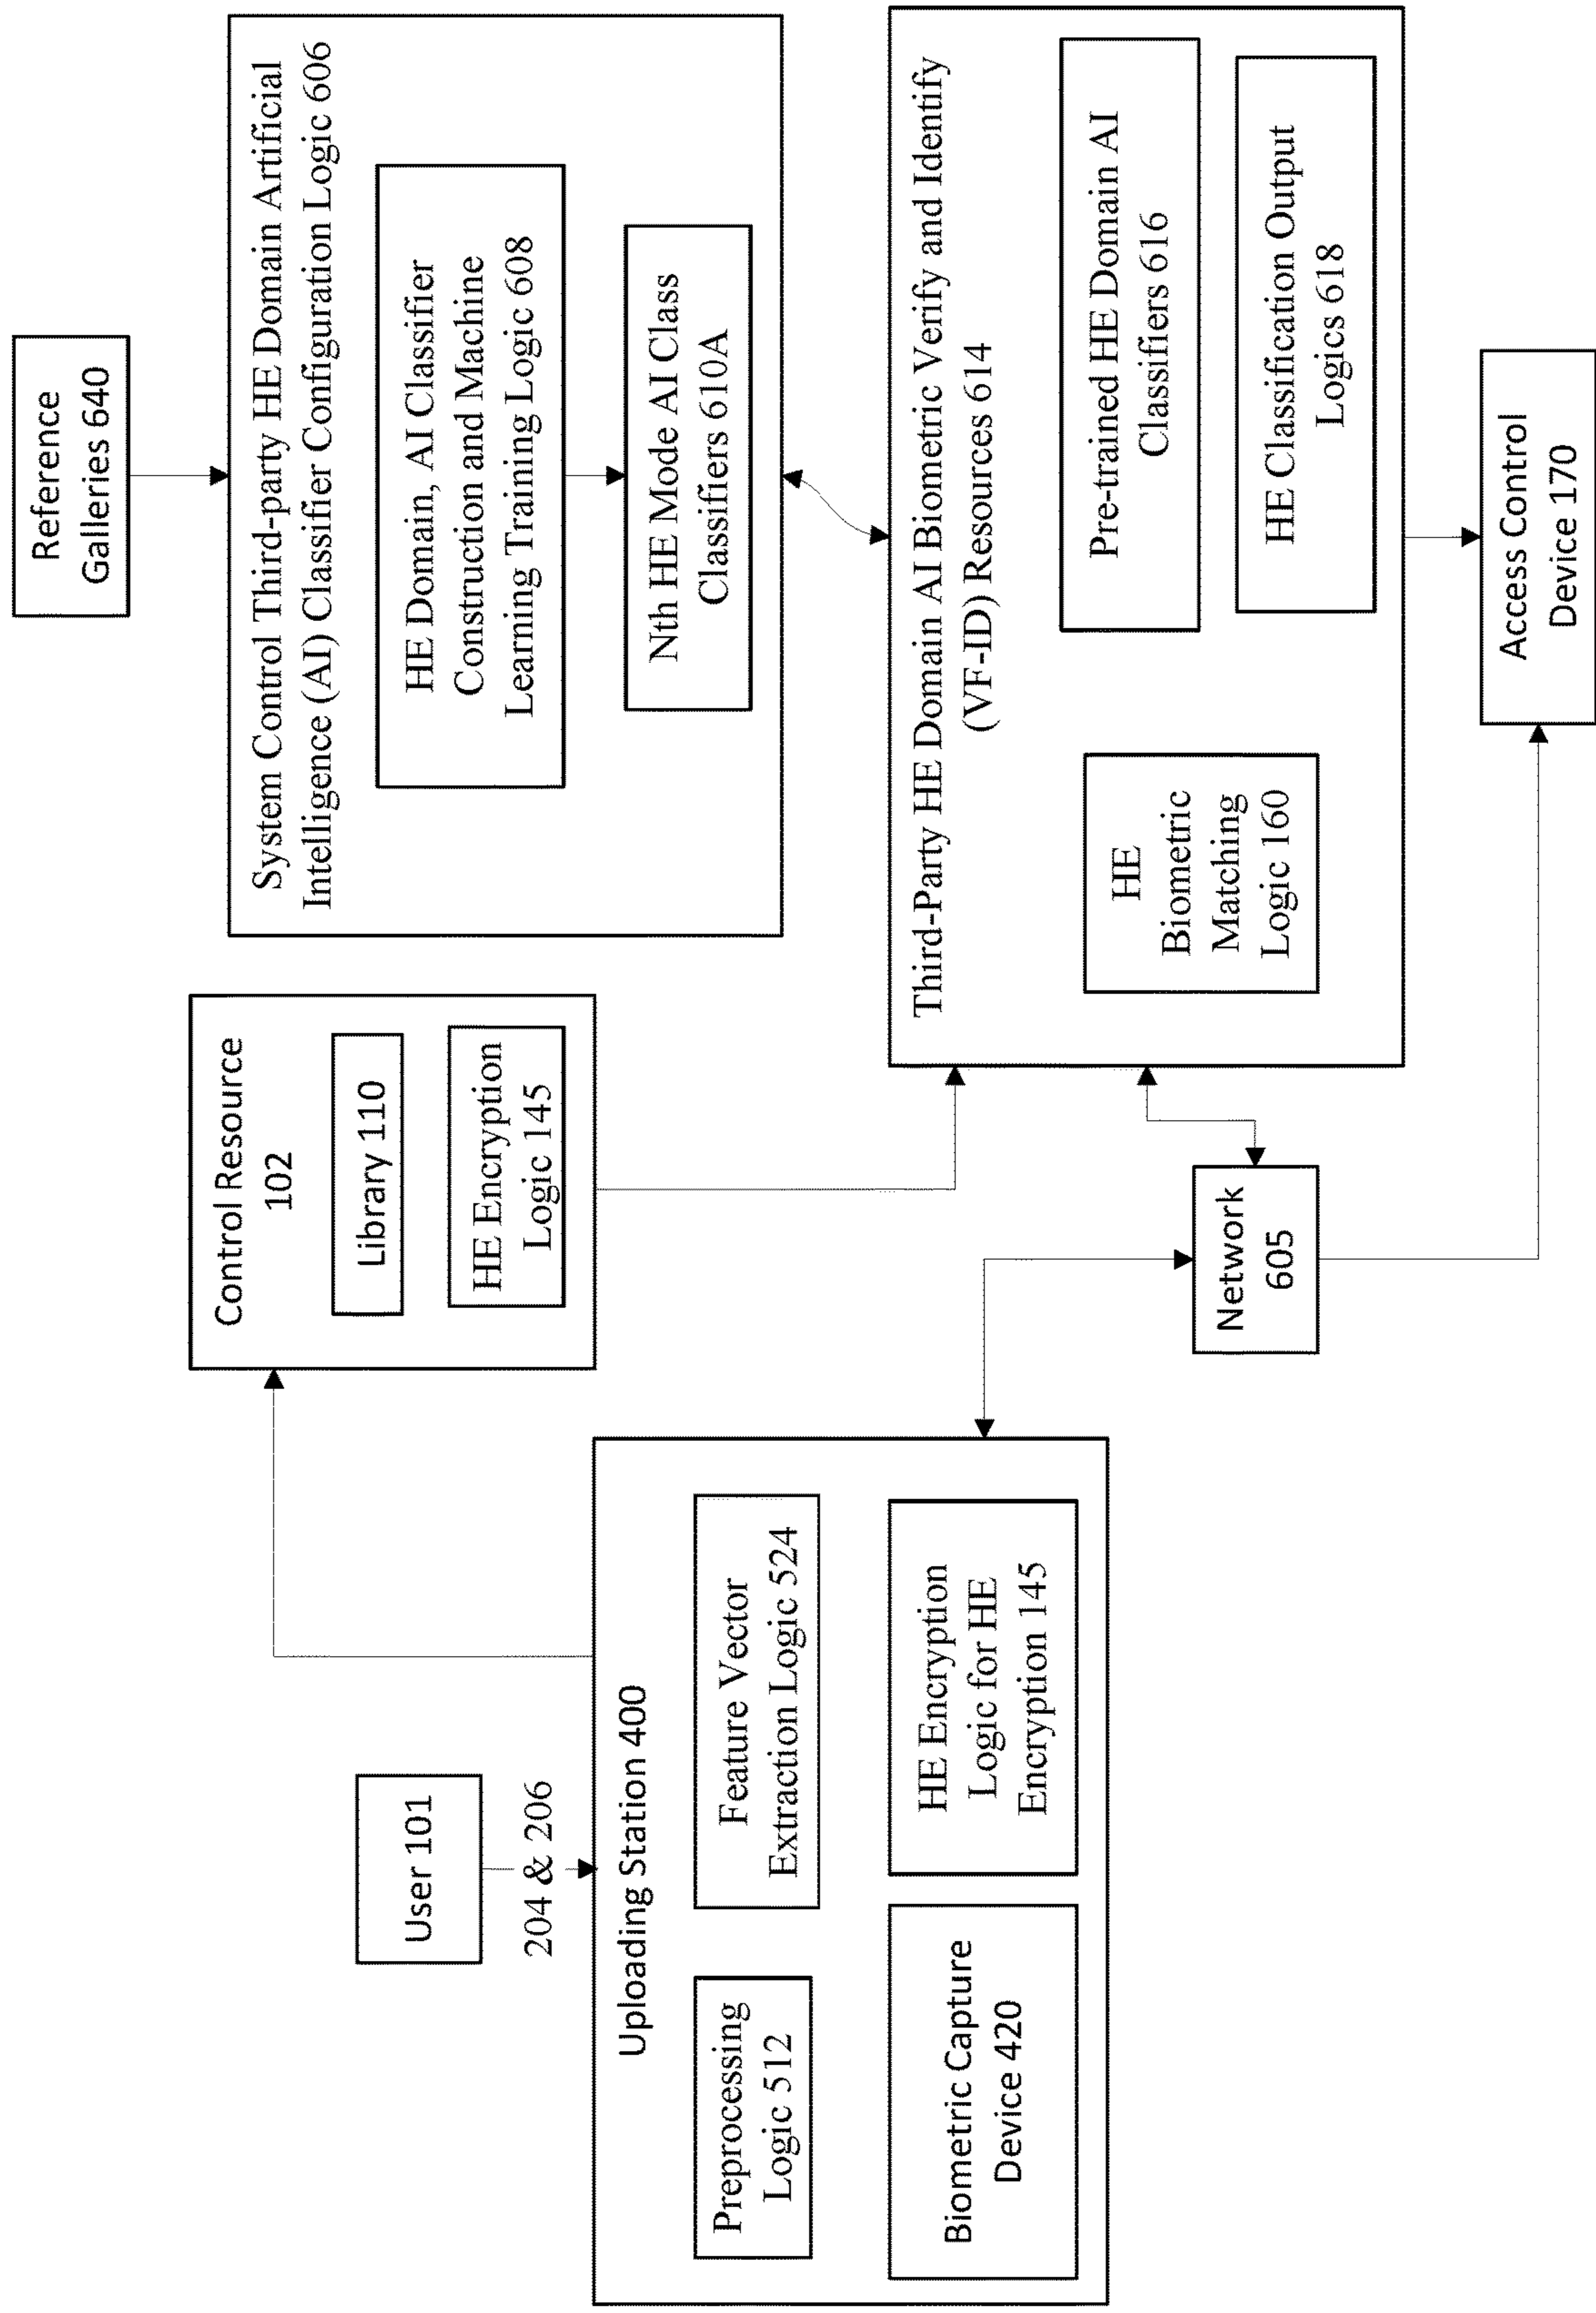 User 101
204 & 206
Uploading Station 400
Preprocessing
Logic 512
Feature Vector
Extraction Logic 524
Biometric Capture
Device 420
HE Encryption
Logic for HE
Encryption 145
Control Resource
102
Library 110
HE Encryption
Logic 145
Network
605
Reference
Galleries 640
System Control Third-party HE Domain Artificial
Intelligence (AI) Classifier Configuration Logic 606
HE Domain, AI Classifier
Construction and Machine
Learning Training Logic 608
Nth HE Mode AI Class
Classifiers 610A
Third-Party HE Domain AI Biometric Verify and Identify
(VF-ID) Resources 614
HE
Biometric
Matching
Logic 160
Pre-trained HE Domain AI
Classifiers 616
HE Classification Output
Logics 618
Access Control
Device 170